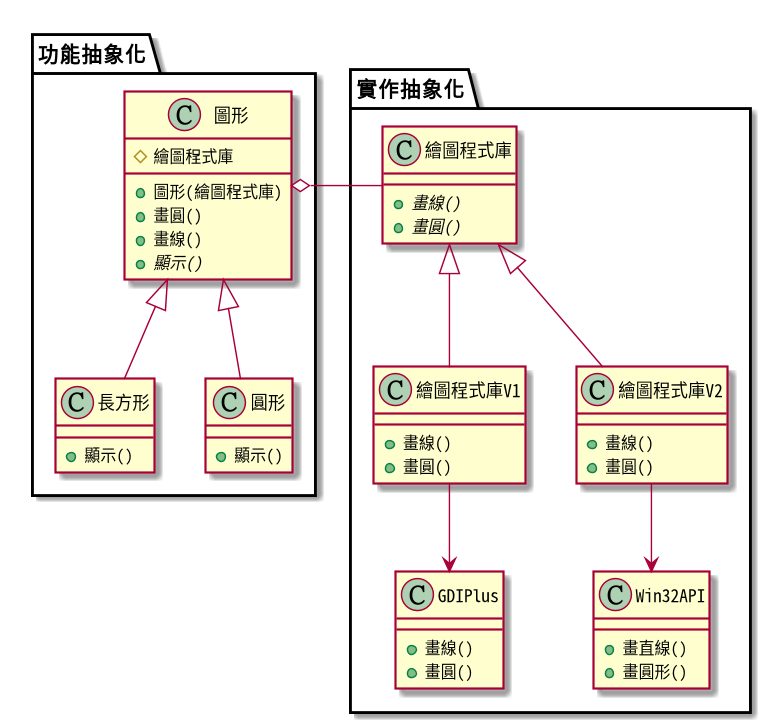 功能抽象化
C 圖形
繪圖程式庫
圖形(繪圖程式庫)
畫圓()
畫線()
顯示()
C 長方形
顯示()
C 圓形
顯示()
實作抽象化
C 繪圖程式庫
畫線()
畫圓()
C 繪圖程式庫V1
畫線()
畫圓()
C 繪圖程式庫V2
畫線()
畫圓()
C GDIPlus
畫線()
畫圓()
C Win32API
畫直線()
畫圓形()